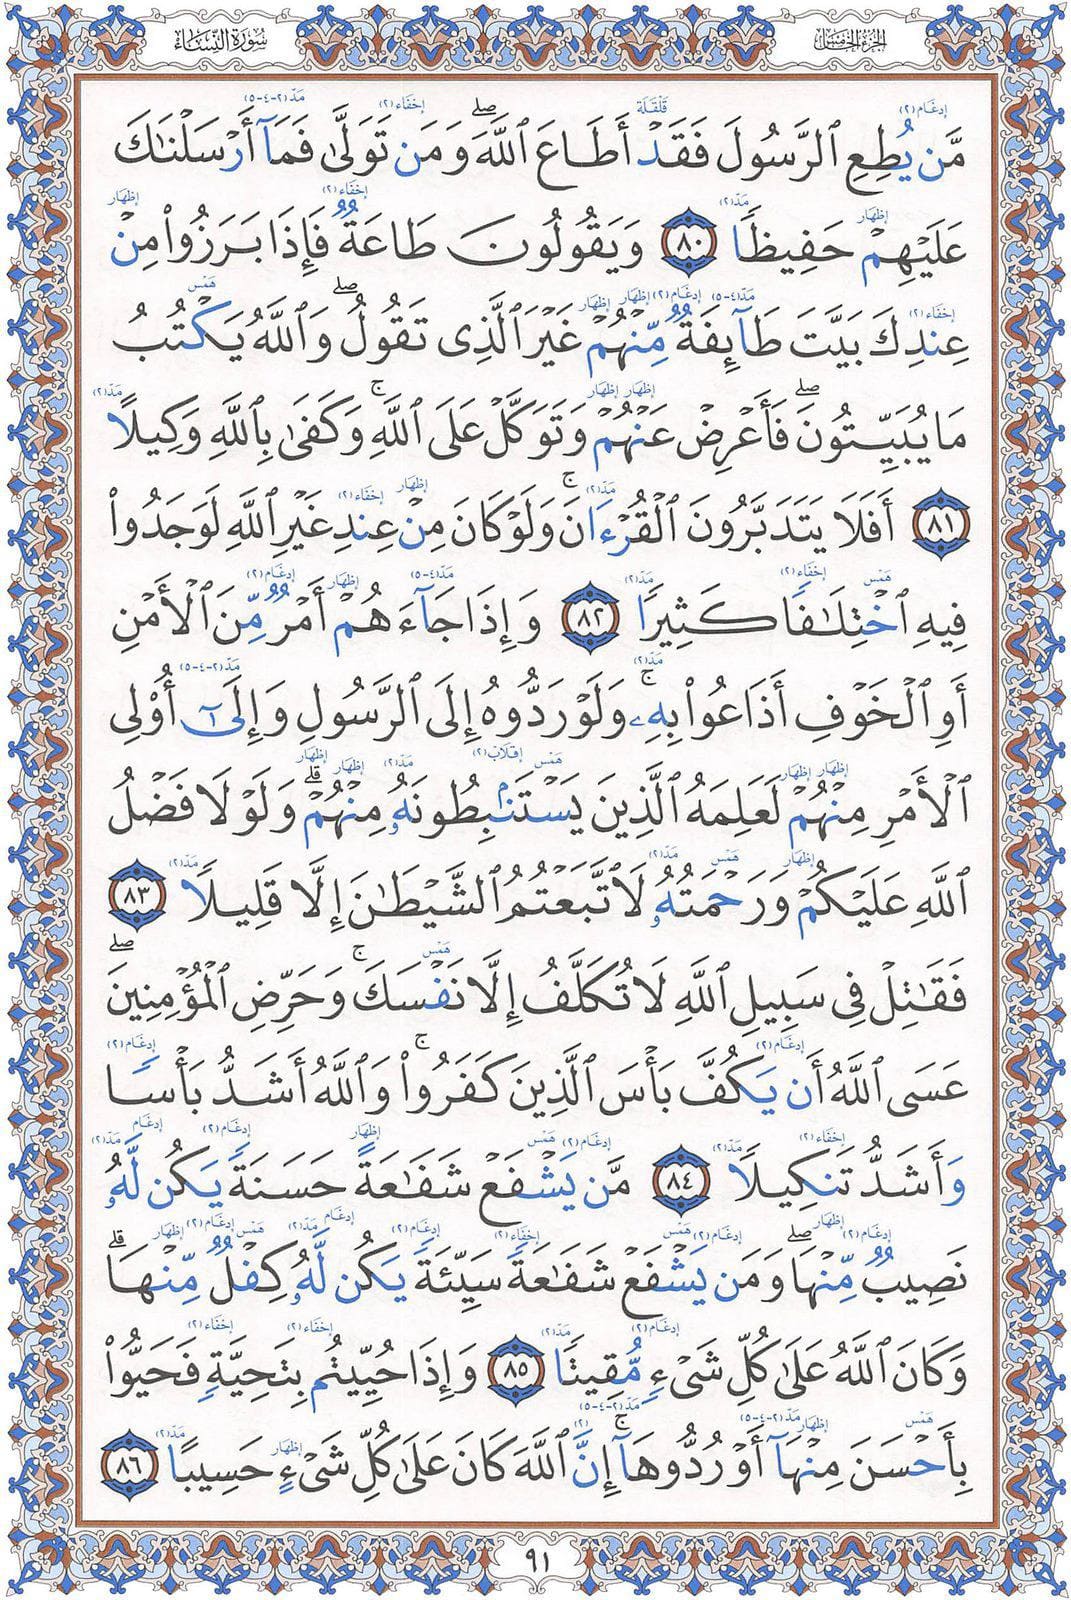 الجزء الخامس
سورة النساء
مَّن يُطِعِ ٱلرَّسُولَ فَقَدْ أَطَاعَ ٱللَّهَ ۖ وَمَن تَوَلَّىٰ فَمَآ أَرْسَلْنَـٰكَ
عَلَيْهِمْ حَفِيظًا ٨٠ وَيَقُولُونَ طَاعَةٌ فَإِذَا بَرَزُوا۟ مِنْ
عِندِكَ بَيَّتَ طَآئِفَةٌ مِّنْهُمْ غَيْرَ ٱلَّذِى تَقُولُ ۖ وَٱللَّهُ يَكْتُبُ
مَا يُبَيِّتُونَ ۖ فَأَعْرِضْ عَنْهُمْ وَتَوَكَّلْ عَلَى ٱللَّهِ ۚ وَكَفَىٰ بِٱللَّهِ وَكِيلًا
٨١ أَفَلَا يَتَدَبَّرُونَ ٱلْقُرْءَانَ ۚ وَلَوْ كَانَ مِنْ عِندِ غَيْرِ ٱللَّهِ لَوَجَدُوا۟
فِيهِ ٱخْتِلَـٰفًا كَثِيرًا ٨٢ وَإِذَا جَآءَهُمْ أَمْرٌ مِّنَ ٱلْأَمْنِ
أَوِ ٱلْخَوْفِ أَذَاعُوا۟ بِهِۦ ۚ وَلَوْ رَدُّوهُ إِلَى ٱلرَّسُولِ وَإِلَىٰٓ أُو۟لِى
ٱلْأَمْرِ مِنْهُمْ لَعَلِمَهُ ٱلَّذِينَ يَسْتَنۢبِطُونَهُۥ مِنْهُمْ ۗ وَلَوْلَا فَضْلُ
ٱللَّهِ عَلَيْكُمْ وَرَحْمَتُهُۥ لَٱتَّبَعْتُمُ ٱلشَّيْطَـٰنَ إِلَّا قَلِيلًا ٨٣
فَقَـٰتِلْ فِى سَبِيلِ ٱللَّهِ لَا تُكَلَّفُ إِلَّا نَفْسَكَ ۚ وَحَرِّضِ ٱلْمُؤْمِنِينَ ۖ
عَسَى ٱللَّهُ أَن يَكُفَّ بَأْسَ ٱلَّذِينَ كَفَرُوا۟ ۚ وَٱللَّهُ أَشَدُّ بَأْسًا
وَأَشَدُّ تَنكِيلًا ٨٤ مَّن يَشْفَعْ شَفَـٰعَةً حَسَنَةً يَكُن لَّهُۥ
نَصِيبٌ مِّنْهَا ۖ وَمَن يَشْفَعْ شَفَـٰعَةً سَيِّئَةً يَكُن لَّهُۥ كِفْلٌ مِّنْهَا ۗ
وَكَانَ ٱللَّهُ عَلَىٰ كُلِّ شَىْءٍ مُّقِيتًا ٨٥ وَإِذَا حُيِّيتُم بِتَحِيَّةٍ فَحَيُّوا۟
بِأَحْسَنَ مِنْهَآ أَوْ رُدُّوهَآ ۗ إِنَّ ٱللَّهَ كَانَ عَلَىٰ كُلِّ شَىْءٍ حَسِيبًا ٨٦
٩١